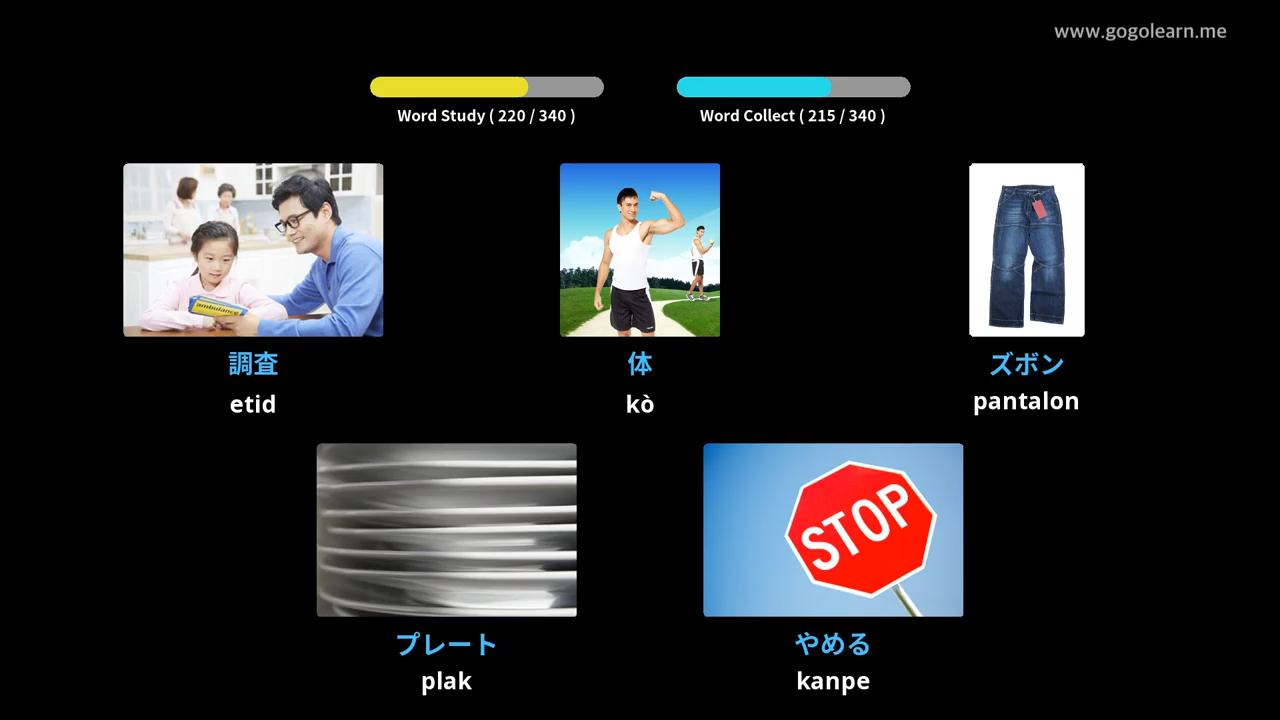 www.gogolearn.me
Word Study ( 220 / 340 )
Word Collect ( 215 / 340 )
ambulance
調査
体
ズボン
etid
kò
pantalon
STOP
プレート
やめる
plak
kanpe